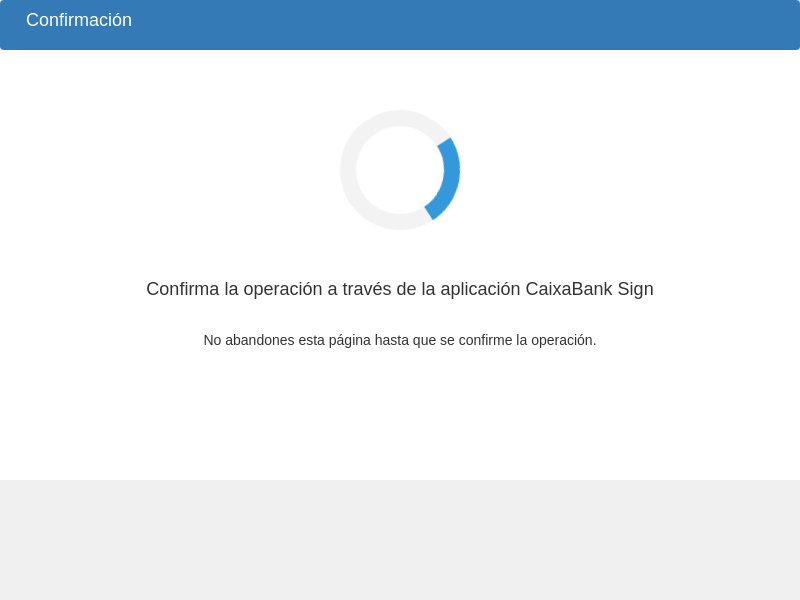 Confirmación
Confirma la operación a través de la aplicación CaixaBank Sign
No abandones esta página hasta que se confirme la operación.